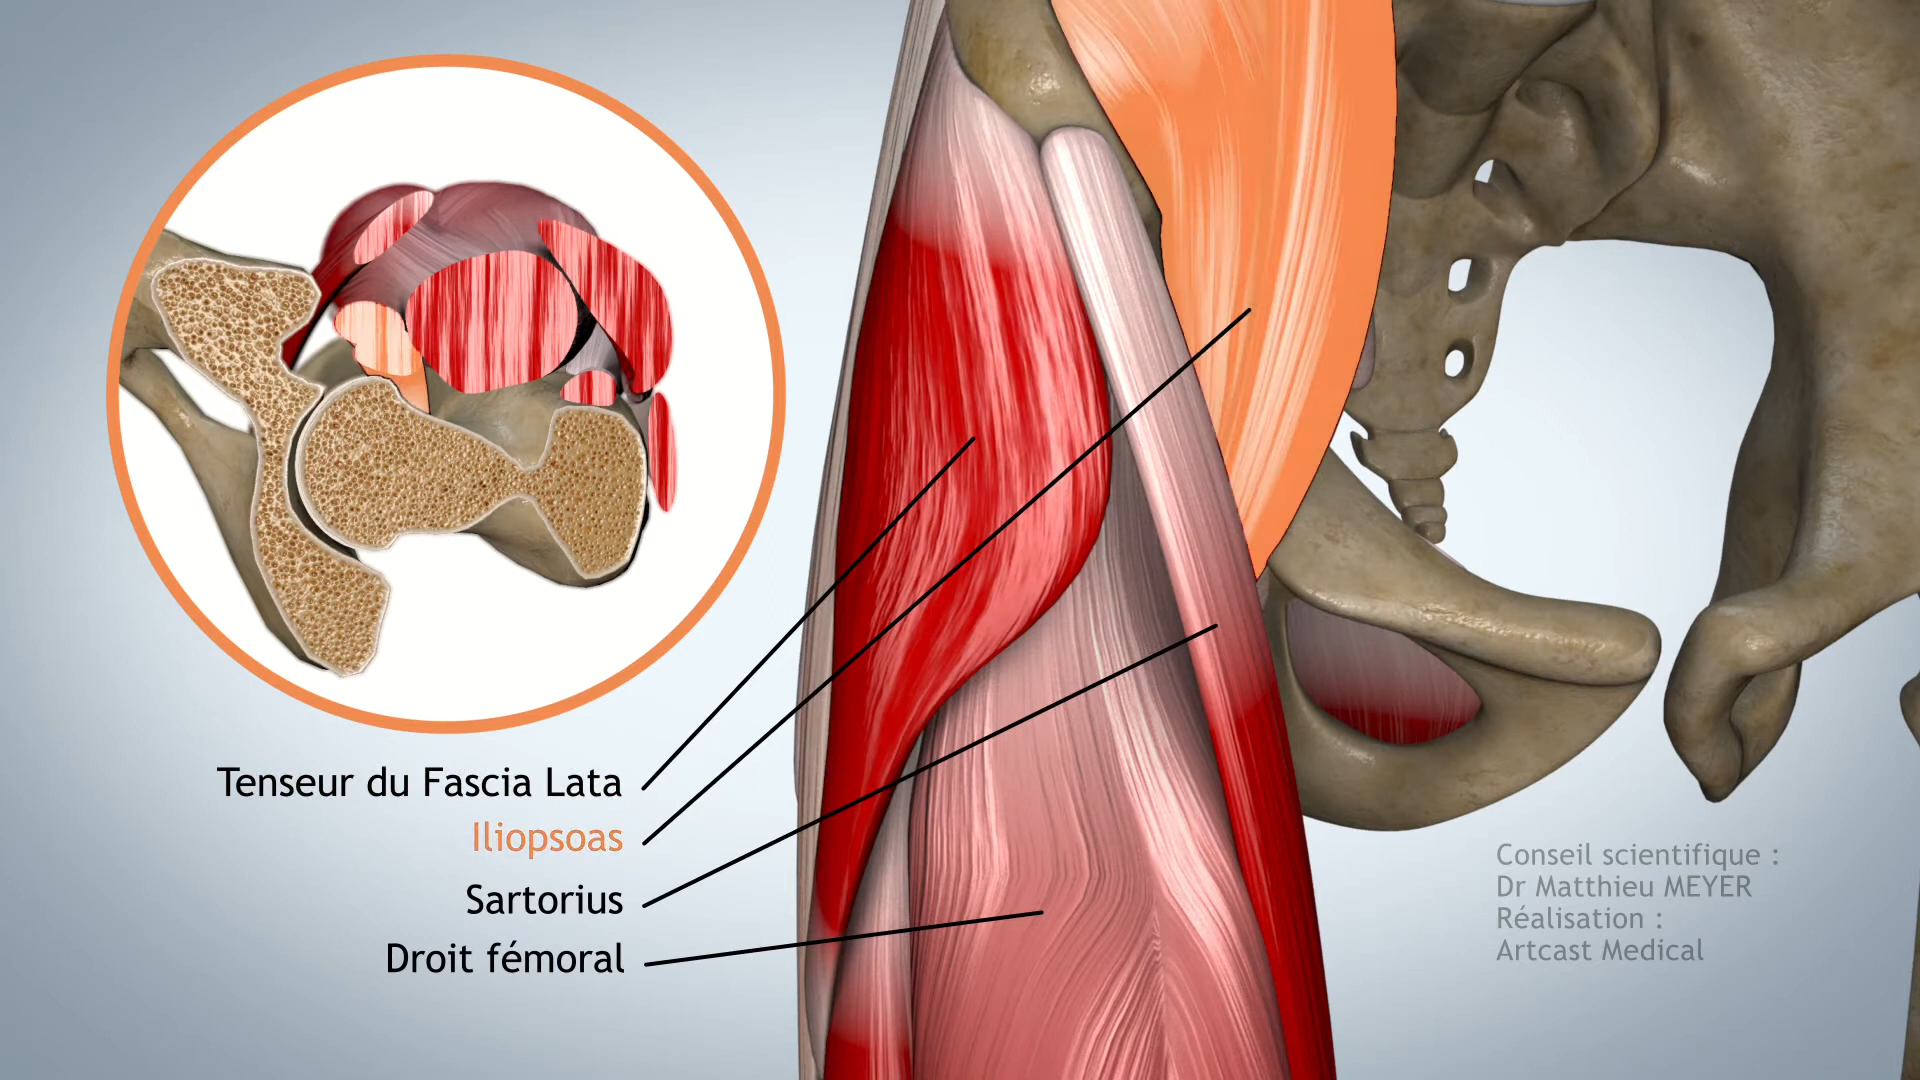 Tenseur du Fascia Lata
Iliopsoas
Sartorius
Droit fémoral
Conseil scientifique :
Dr Matthieu MEYER
Réalisation :
Artcast Medical